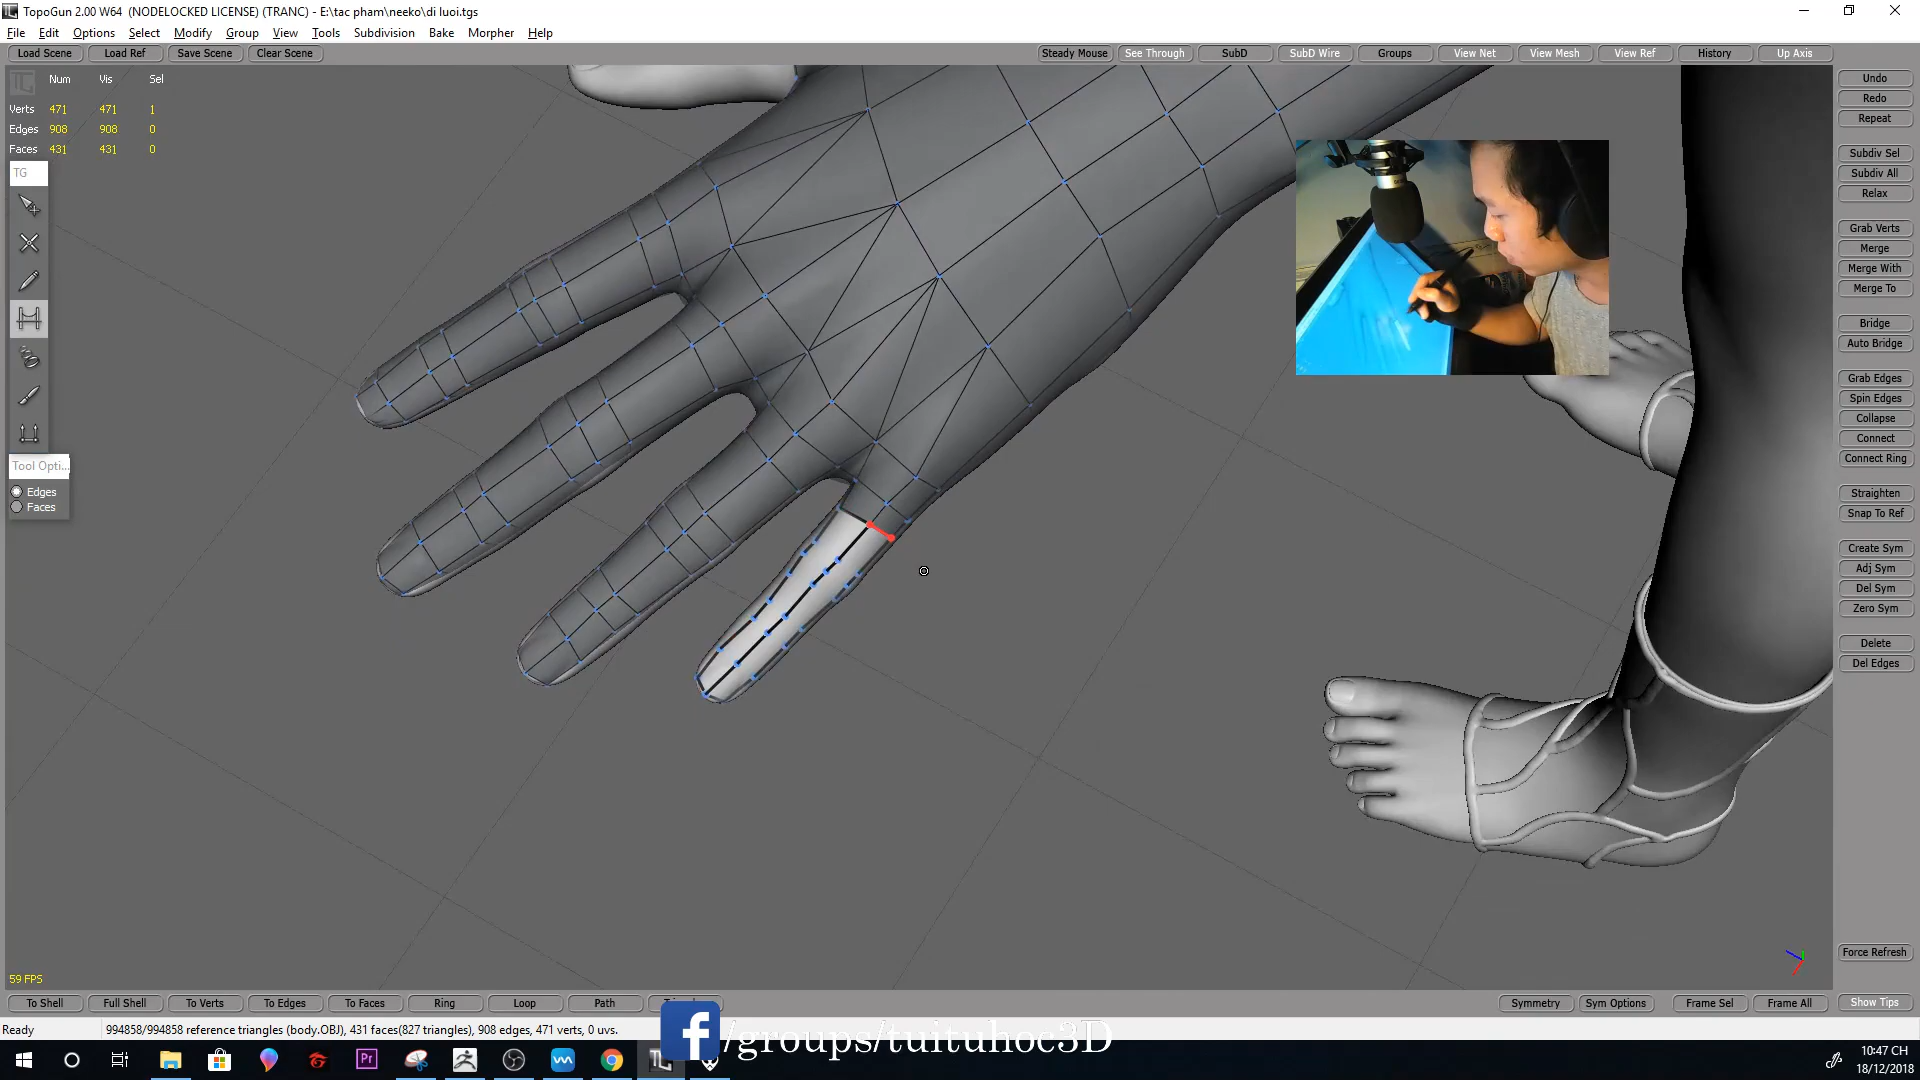 TopoGun 2.00 W64 (NODELOCKED LICENSE) (TRANC) - E:\tac pham\neeko\di luoi.tgs
File Edit Options Select Modify Group View Tools Subdivision Bake Morpher Help
Load Scene Load Ref Save Scene Clear Scene Steady Mouse See Through SubD SubD Wire Groups View Net View Mesh View Ref History Up Axis
Num Vis Sel
Verts 471 471 1
Edges 908 908 0
Faces 431 431 0
TG
Tool Opti...
Edges
Faces
Undo
Redo
Repeat
Subdiv Sel
Subdiv All
Relax
Grab Verts
Merge
Merge With
Merge To
Bridge
Auto Bridge
Grab Edges
Spin Edges
Collapse
Connect
Connect Ring
Straighten
Snap To Ref
Create Sym
Adj Sym
Del Sym
Zero Sym
Delete
Del Edges
Force Refresh
59 FPS
To Shell Full Shell To Verts To Edges To Faces Ring Loop Path Symmetry Sym Options Frame Sel Frame All Show Tips
Ready 994858/994858 reference triangles (body.OBJ), 431 faces(827 triangles), 908 edges, 471 verts, 0 uvs.
f /groups/tuituhoc3D
Pr
10:47 CH
18/12/2018